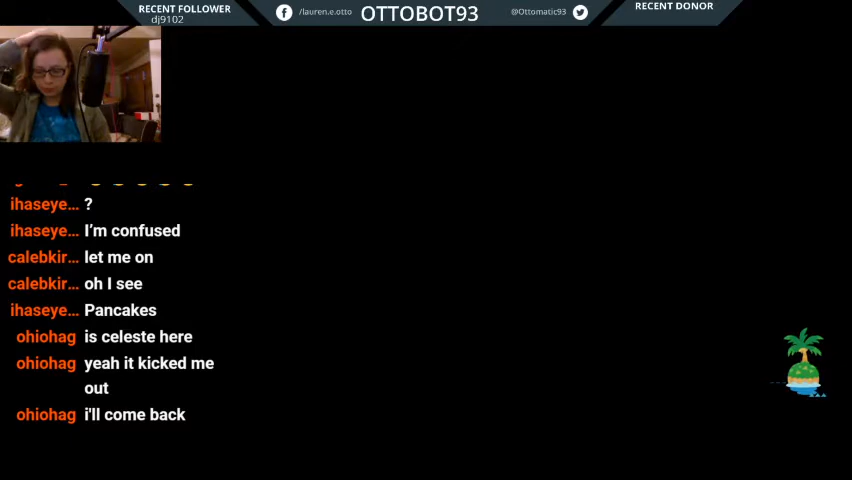 RECENT FOLLOWER
dj9102
/lauren.e.otto
OTTOBOT93
@Ottomatic93
RECENT DONOR
ihaseye… ?
ihaseye… I’m confused
calebkir… let me on
calebkir… oh I see
ihaseye… Pancakes
ohiohag is celeste here
ohiohag yeah it kicked me
out
ohiohag i'll come back